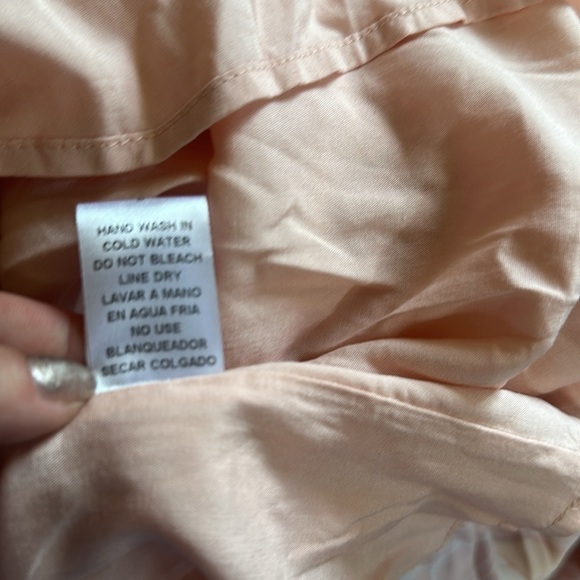 HAND WASH IN
COLD WATER
DO NOT BLEACH
LINE DRY
LAVAR A MANO
EN AGUA FRIA
NO USE
BLANQUEADOR
SECAR COLGADO